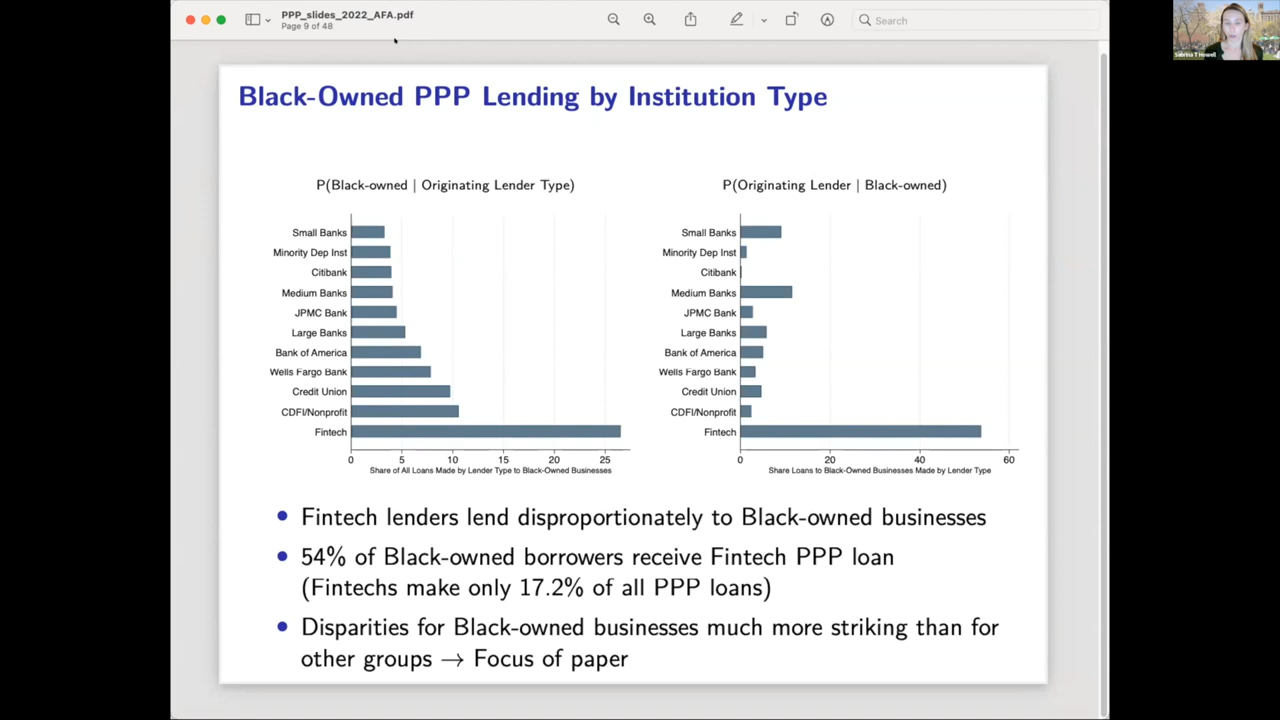 PPP_slides_2022_AFA.pdf
Page 9 of 48
Search
Sabrina T Howell
Black-Owned PPP Lending by Institution Type
P(Black-owned | Originating Lender Type)
Small Banks
Minority Dep Inst
Citibank
Medium Banks
JPMC Bank
Large Banks
Bank of America
Wells Fargo Bank
Credit Union
CDFI/Nonprofit
Fintech
0 5 10 15 20 25
Share of All Loans Made by Lender Type to Black-Owned Businesses
P(Originating Lender | Black-owned)
Small Banks
Minority Dep Inst
Citibank
Medium Banks
JPMC Bank
Large Banks
Bank of America
Wells Fargo Bank
Credit Union
CDFI/Nonprofit
Fintech
0 20 40 60
Share Loans to Black-Owned Businesses Made by Lender Type
• Fintech lenders lend disproportionately to Black-owned businesses
• 54% of Black-owned borrowers receive Fintech PPP loan
(Fintechs make only 17.2% of all PPP loans)
• Disparities for Black-owned businesses much more striking than for
other groups → Focus of paper